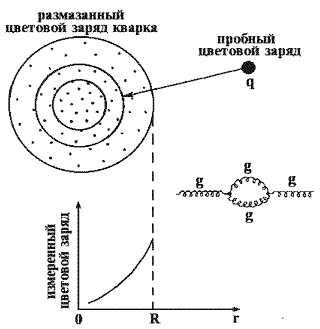 размазанный
цветовой заряд кварка
пробный
цветовой заряд
q
g
g
g
g
измеренный
цветовой заряд
0
R
r